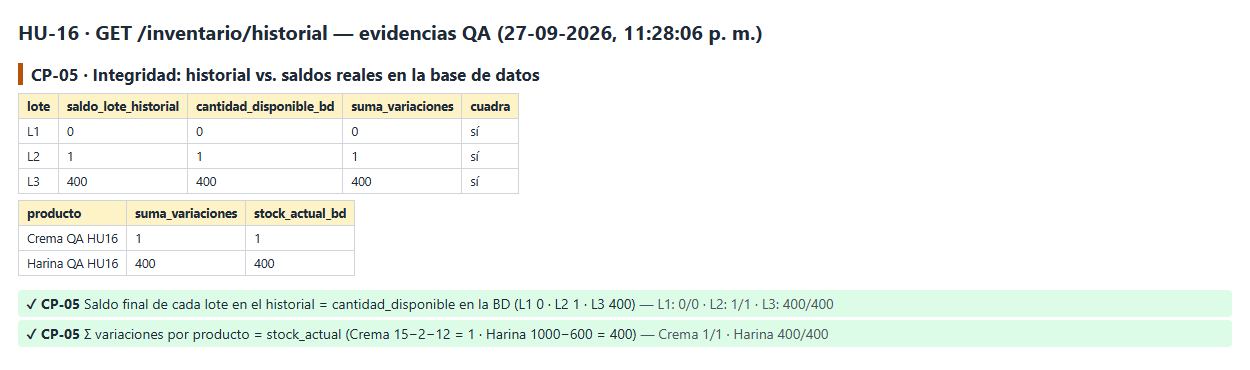 HU-16 · GET /inventario/historial — evidencias QA (27-09-2026, 11:28:06 p. m.)
CP-05 · Integridad: historial vs. saldos reales en la base de datos
lote saldo_lote_historial cantidad_disponible_bd suma_variaciones cuadra
L1 0 0 0 sí
L2 1 1 1 sí
L3 400 400 400 sí
producto suma_variaciones stock_actual_bd
Crema QA HU16 1 1
Harina QA HU16 400 400
✓ CP-05 Saldo final de cada lote en el historial = cantidad_disponible en la BD (L1 0 · L2 1 · L3 400) — L1: 0/0 · L2: 1/1 · L3: 400/400
✓ CP-05 Σ variaciones por producto = stock_actual (Crema 15−2−12 = 1 · Harina 1000−600 = 400) — Crema 1/1 · Harina 400/400